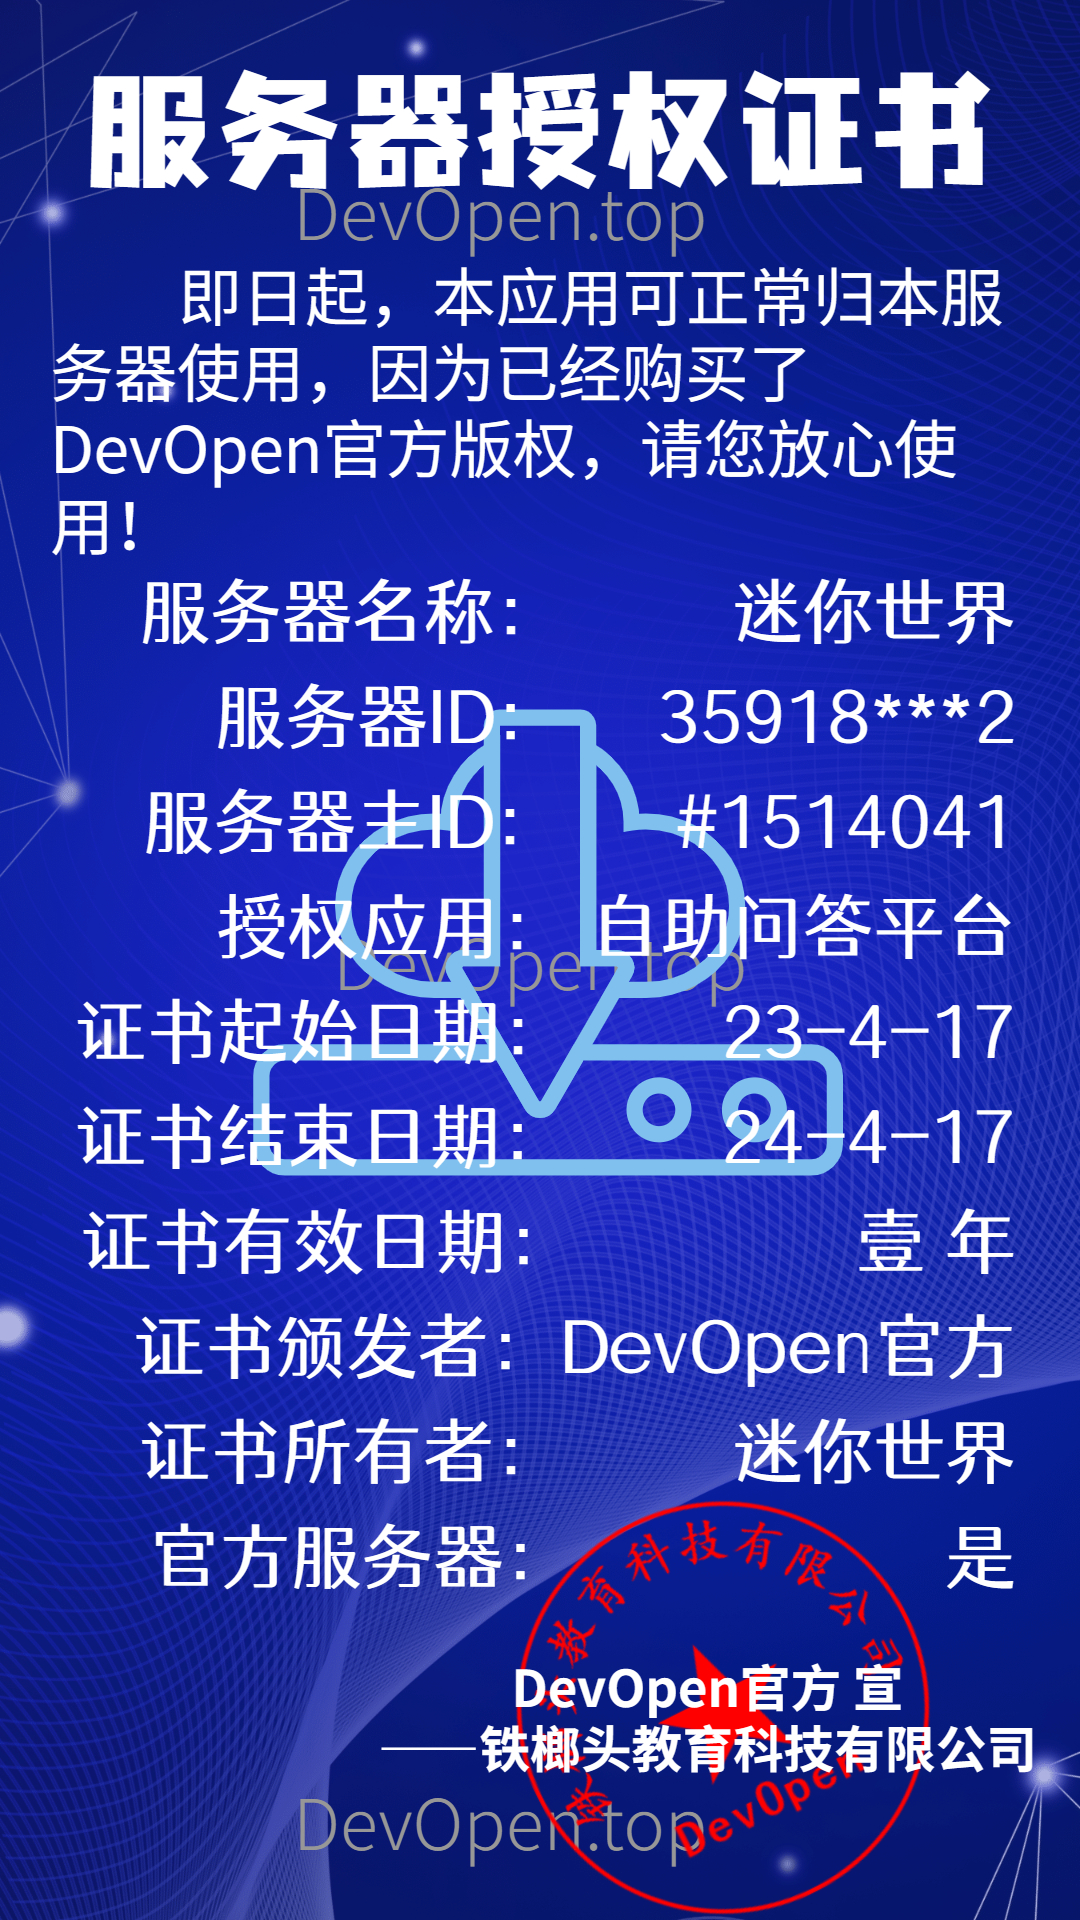 服务器授权证书
DevOpen.top
即日起，本应用可正常归本服
务器使用，因为已经购买了
DevOpen官方版权，请您放心使
用！
服务器名称： 迷你世界
服务器ID： 35918***2
服务器主ID： #1514041
授权应用： 自助问答平台
DevOpen.top
证书起始日期： 23-4-17
证书结束日期： 24-4-17
证书有效日期： 壹 年
证书颁发者： DevOpen官方
证书所有者： 迷你世界
官方服务器： 是
铁榔头教育科技有限公司
DevOpen官方 宣
——铁榔头教育科技有限公司
DevOpen
DevOpen.top